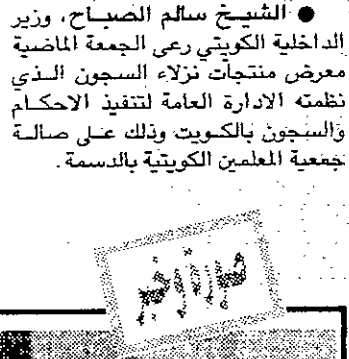 ● الشيخ سالم الصباح، وزير
الداخلية الكويتي رعى الجمعة الماضية
معرض منتجات نزلاء السجون الذي
نظمته الادارة العامة لتنفيذ الاحكام
والسجون بالكويت وذلك على صالة
جمعية المعلمين الكويتية بالدسمة.